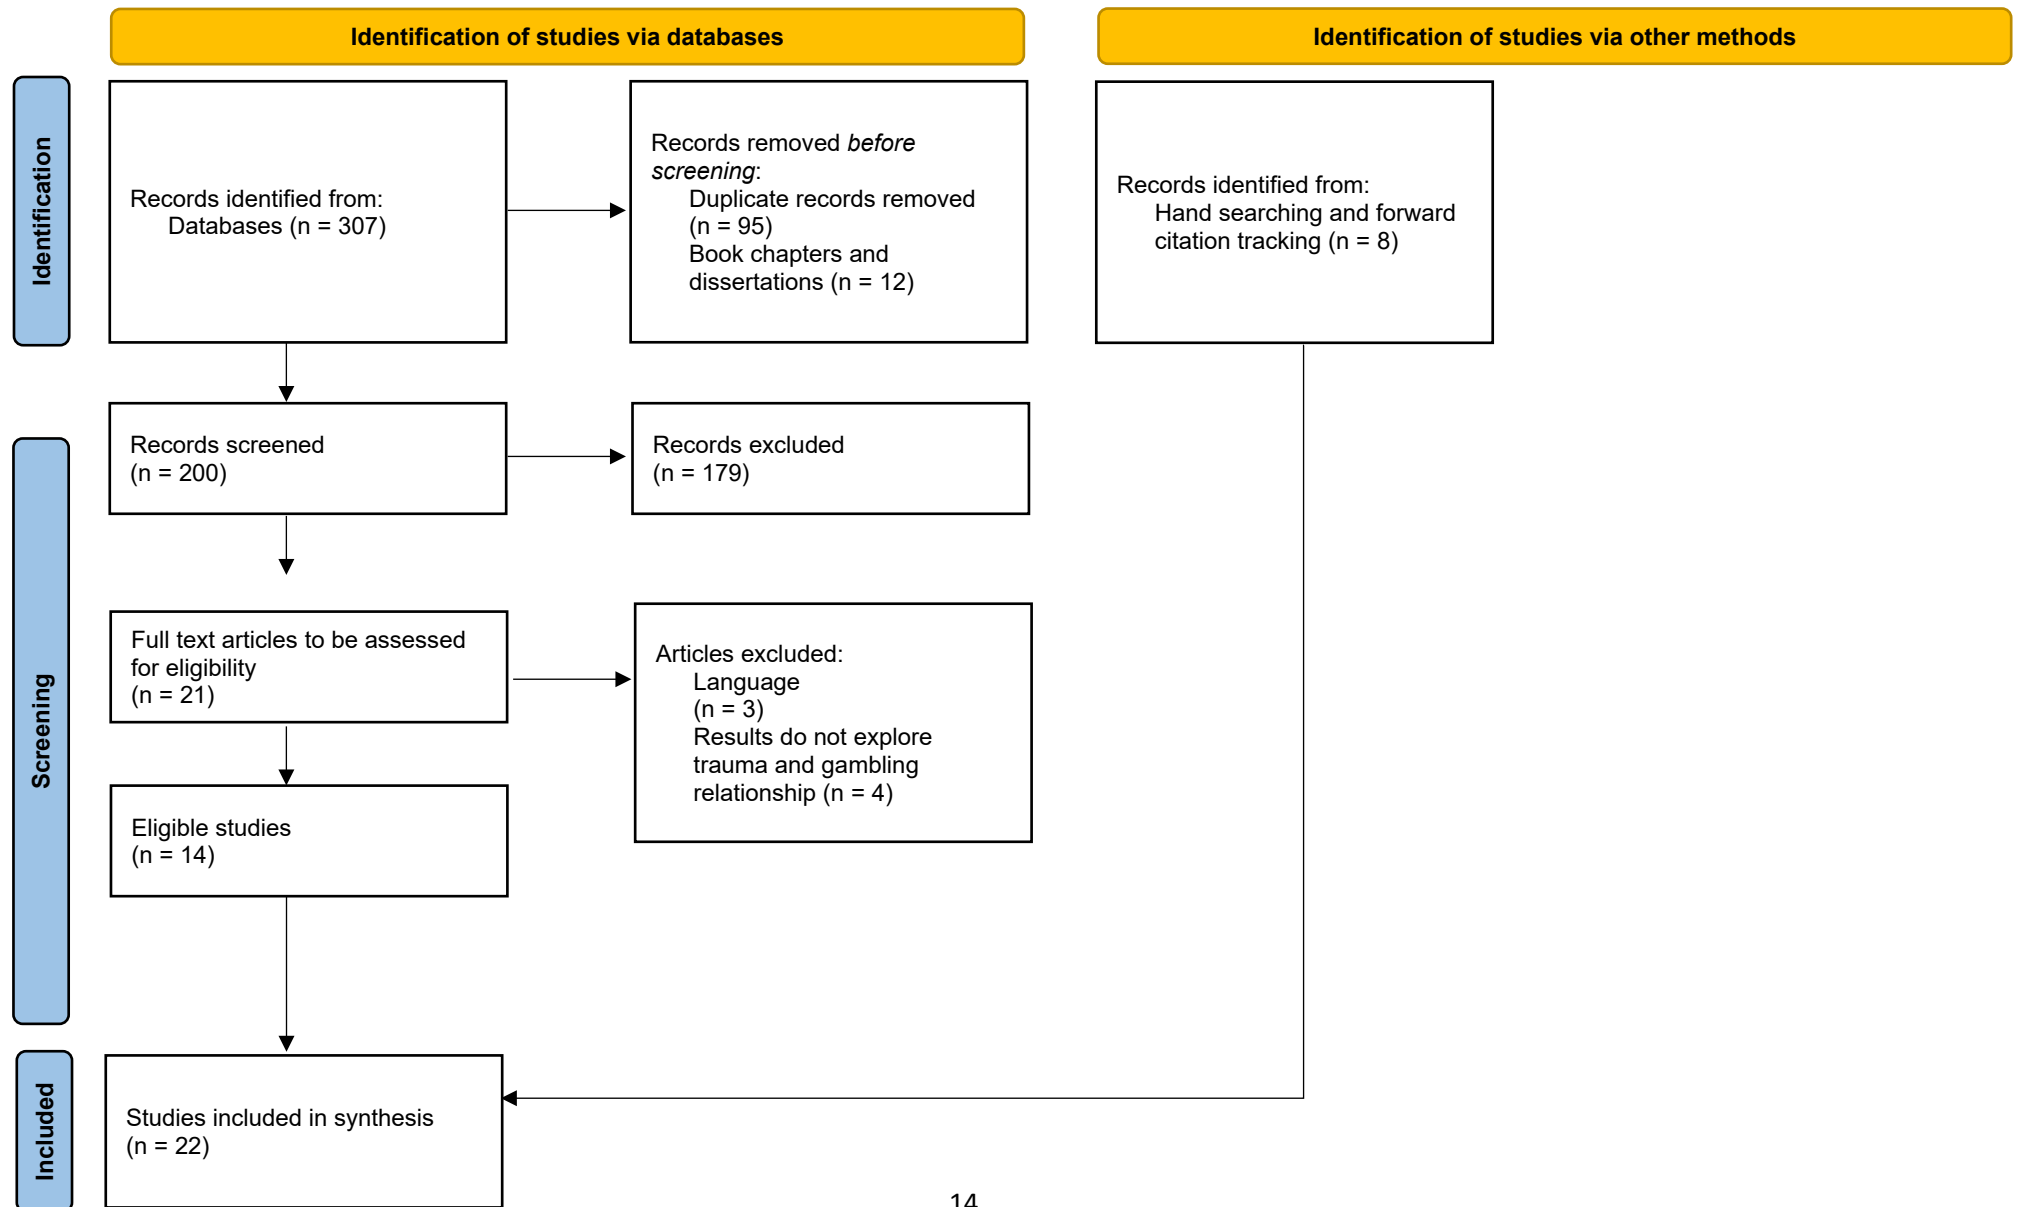 Identification of studies via databases
Identification of studies via other methods
Identification
Records identified from:
Databases (n = 307)
Records removed before
screening:
Duplicate records removed
(n = 95)
Book chapters and
dissertations (n = 12)
Records identified from:
Hand searching and forward
citation tracking (n = 8)
Screening
Records screened
(n = 200)
Records excluded
(n = 179)
Full text articles to be assessed
for eligibility
(n = 21)
Articles excluded:
Language
(n = 3)
Results do not explore
trauma and gambling
relationship (n = 4)
Eligible studies
(n = 14)
Included
Studies included in synthesis
(n = 22)
14